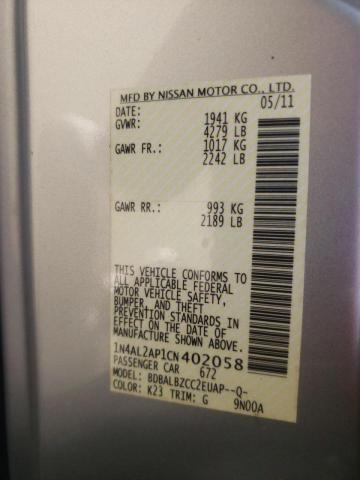 MFD BY NISSAN MOTOR CO., LTD.
DATE: 05/11
GVWR: 1941 KG
4279 LB
GAWR FR.: 1017 KG
2242 LB
GAWR RR.: 993 KG
2189 LB
THIS VEHICLE CONFORMS TO
ALL APPLICABLE FEDERAL
MOTOR VEHICLE SAFETY,
BUMPER, AND THEFT
PREVENTION STANDARDS IN
EFFECT ON THE DATE OF
MANUFACTURE SHOWN ABOVE.
1N4AL2AP1CN402058
PASSENGER CAR 672
MODEL: BDBALBZCC2EUAP--Q-
COLOR: K23 TRIM: G 9N00A